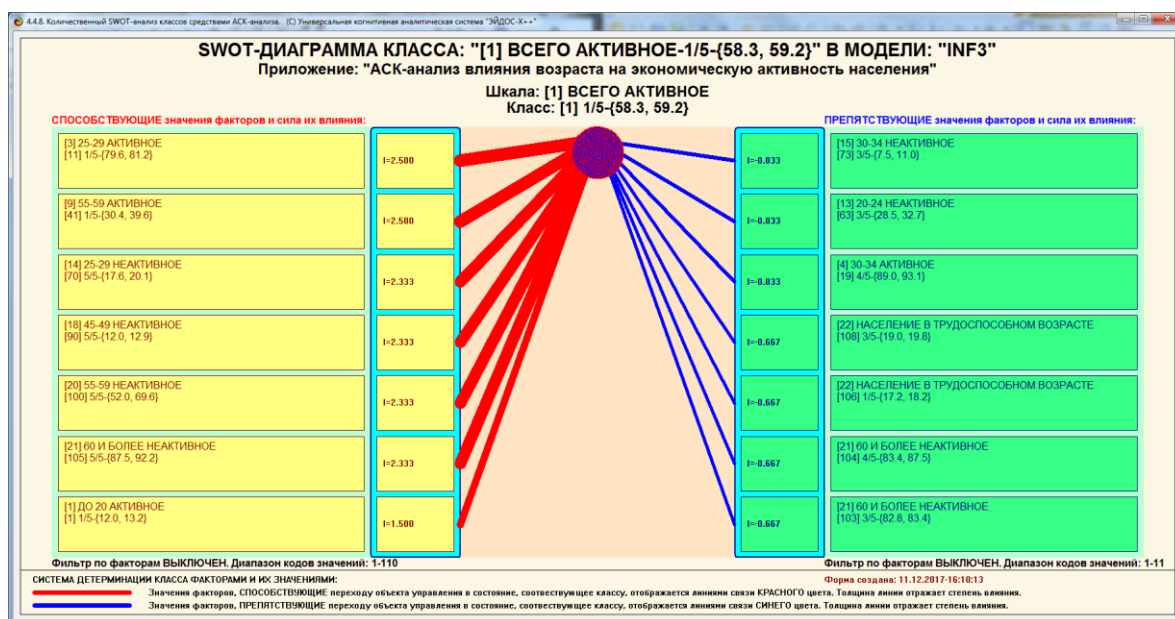 4.4.8. Количественный SWOT-анализ классов средствами АСК-анализа. (C) Универсальная когнитивная аналитическая система "ЭЙДОС-X++"
SWOT-ДИАГРАММА КЛАССА: "[1] ВСЕГО АКТИВНОЕ-1/5-{58.3, 59.2}" В МОДЕЛИ: "INF3"
Приложение: "АСК-анализ влияния возраста на экономическую активность населения"
Шкала: [1] ВСЕГО АКТИВНОЕ
Класс: [1] 1/5-{58.3, 59.2}
СПОСОБСТВУЮЩИЕ значения факторов и сила их влияния:
[3] 25-29 АКТИВНОЕ
[11] 1/5-{79.6, 81.2}
I=2.500
[9] 55-59 АКТИВНОЕ
[41] 1/5-{30.4, 39.6}
I=2.500
[14] 25-29 НЕАКТИВНОЕ
[70] 5/5-{17.6, 20.1}
I=2.333
[18] 45-49 НЕАКТИВНОЕ
[90] 5/5-{12.0, 12.9}
I=2.333
[20] 55-59 НЕАКТИВНОЕ
[100] 5/5-{52.0, 69.6}
I=2.333
[21] 60 И БОЛЕЕ НЕАКТИВНОЕ
[105] 5/5-{87.5, 92.2}
I=2.333
[1] ДО 20 АКТИВНОЕ
[1] 1/5-{12.0, 13.2}
I=1.500
Фильтр по факторам ВЫКЛЮЧЕН. Диапазон кодов значений: 1-110
ПРЕПЯТСТВУЮЩИЕ значения факторов и сила их влияния:
I=-0.833
[15] 30-34 НЕАКТИВНОЕ
[73] 3/5-{7.5, 11.0}
I=-0.833
[13] 20-24 НЕАКТИВНОЕ
[63] 3/5-{28.5, 32.7}
I=-0.833
[4] 30-34 АКТИВНОЕ
[19] 4/5-{89.0, 93.1}
I=-0.667
[22] НАСЕЛЕНИЕ В ТРУДОСПОСОБНОМ ВОЗРАСТЕ
[108] 3/5-{19.0, 19.8}
I=-0.667
[22] НАСЕЛЕНИЕ В ТРУДОСПОСОБНОМ ВОЗРАСТЕ
[106] 1/5-{17.2, 18.2}
I=-0.667
[21] 60 И БОЛЕЕ НЕАКТИВНОЕ
[104] 4/5-{83.4, 87.5}
I=-0.667
[21] 60 И БОЛЕЕ НЕАКТИВНОЕ
[103] 3/5-{82.8, 83.4}
Фильтр по факторам ВЫКЛЮЧЕН. Диапазон кодов значений: 1-11
СИСТЕМА ДЕТЕРМИНАЦИИ КЛАССА ФАКТОРАМИ И ИХ ЗНАЧЕНИЯМИ:
Форма создана: 11.12.2017-16:10:13
Значения факторов, СПОСОБСТВУЮЩИЕ переходу объекта управления в состояние, соотвествующее классу, отображается линиями связи КРАСНОГО цвета. Толщина линии отражает степень влияния.
Значения факторов, ПРЕПЯТСТВУЮЩИЕ переходу объекта управления в состояние, соотвествующее классу, отображается линиями связи СИНЕГО цвета. Толщина линии отражает степень влияния.